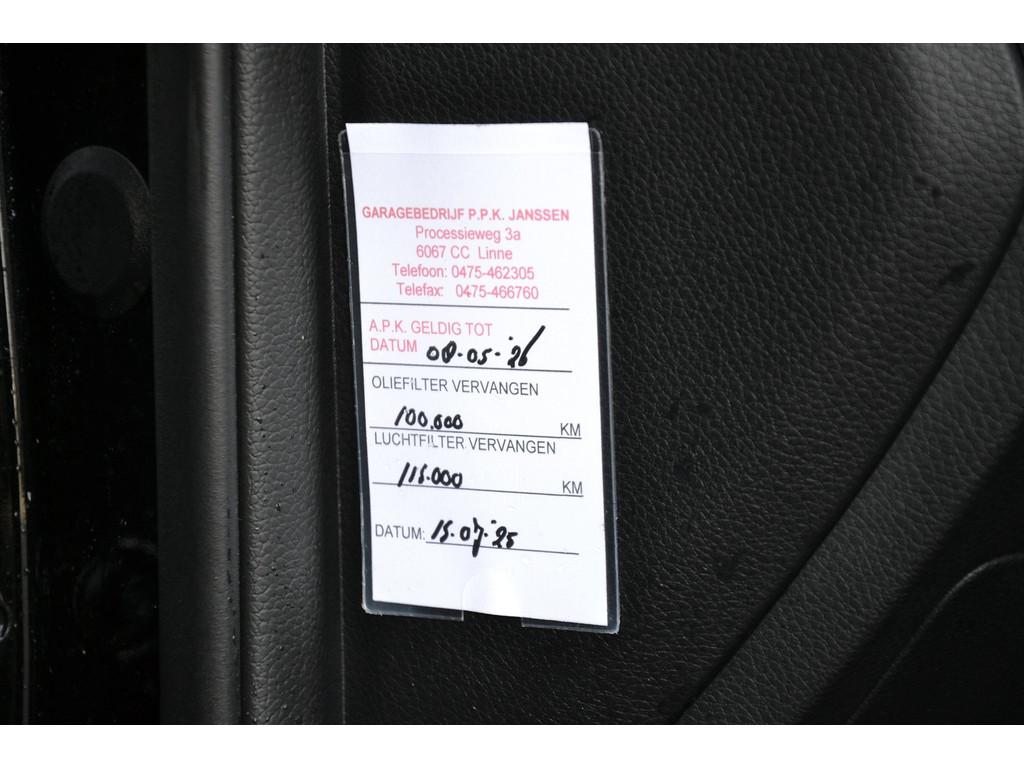 GARAGEBEDRIJF P.P.K. JANSSEN
Processieweg 3a
6067 CC Linne
Telefoon: 0475-462305
Telefax: 0475-466760
A.P.K. GELDIG TOT
DATUM 08-05-'26
OLIEFILTER VERVANGEN
100.000 KM
LUCHTFILTER VERVANGEN
115.000 KM
DATUM: 15-07-'25